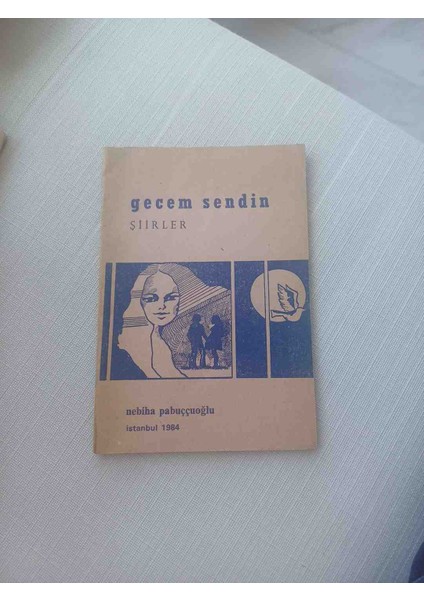 gecem sendin
ŞİİRLER
nebiha pabuççuoğlu
istanbul 1984